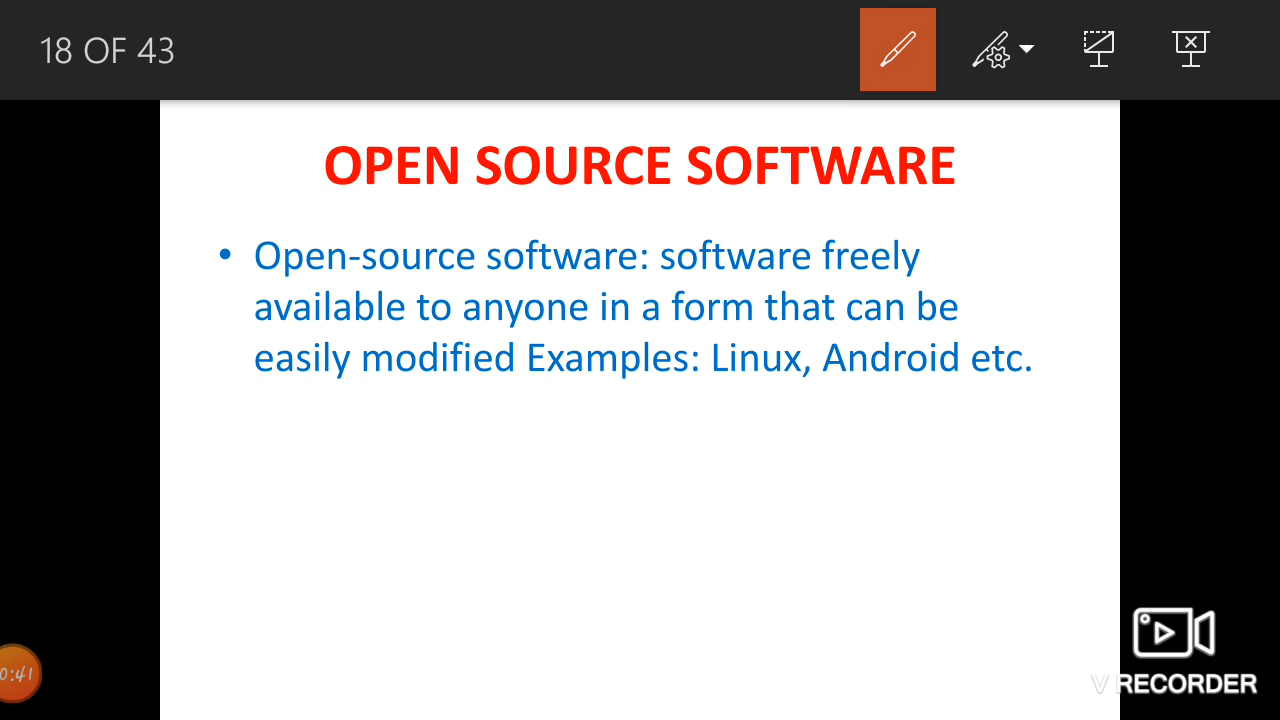 18 OF 43
OPEN SOURCE SOFTWARE
• Open-source software: software freely
available to anyone in a form that can be
easily modified Examples: Linux, Android etc.
0:41
V RECORDER